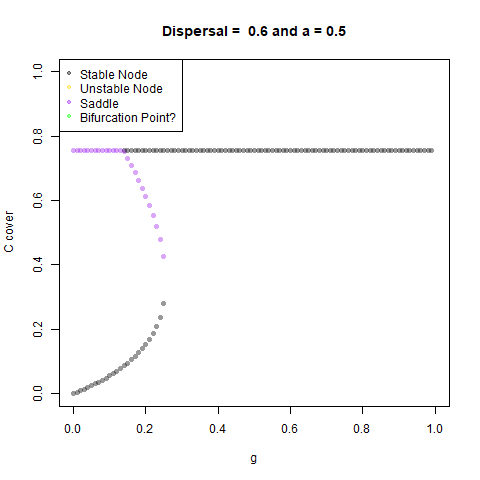 Dispersal =  0.6 and a = 0.5
Stable Node
Unstable Node
Saddle
Bifurcation Point?
C cover
1.0
0.8
0.6
0.4
0.2
0.0
0.0 0.2 0.4 0.6 0.8 1.0
g